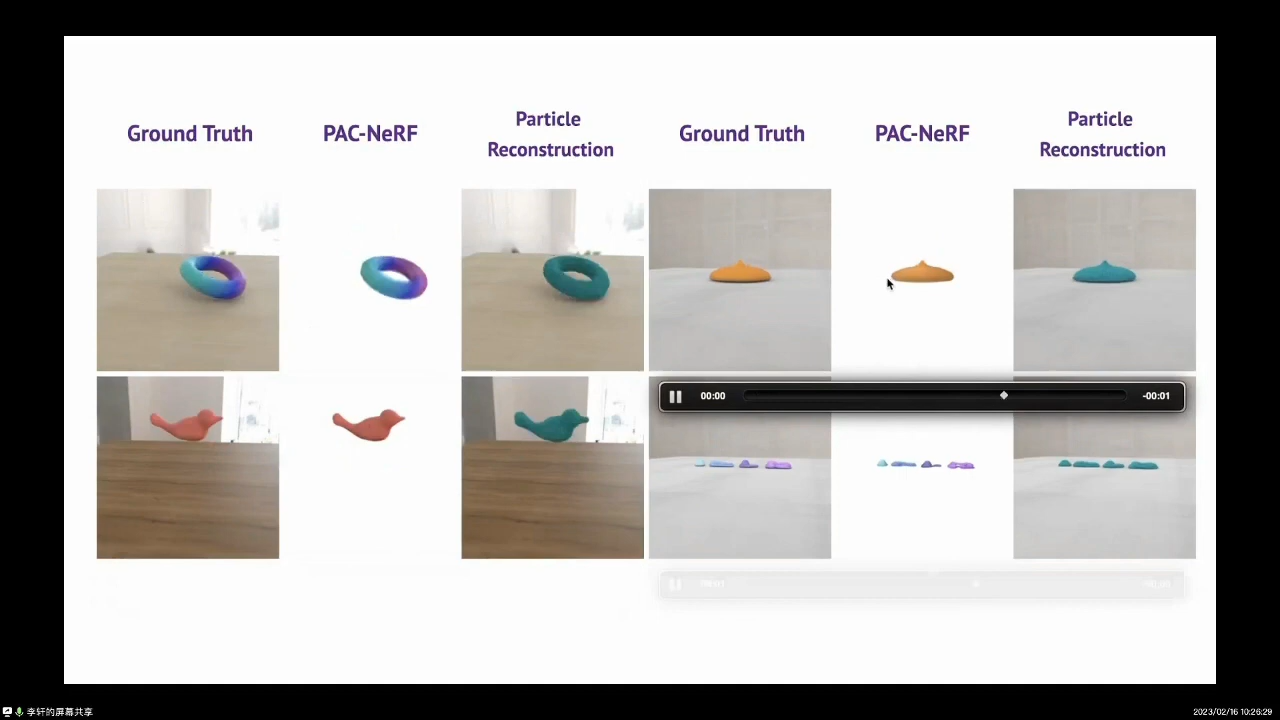 Ground Truth
PAC-NeRF
Particle
Reconstruction
Ground Truth
PAC-NeRF
Particle
Reconstruction
00:00
-00:01
李轩的屏幕共享
2023/02/16 10:26:29